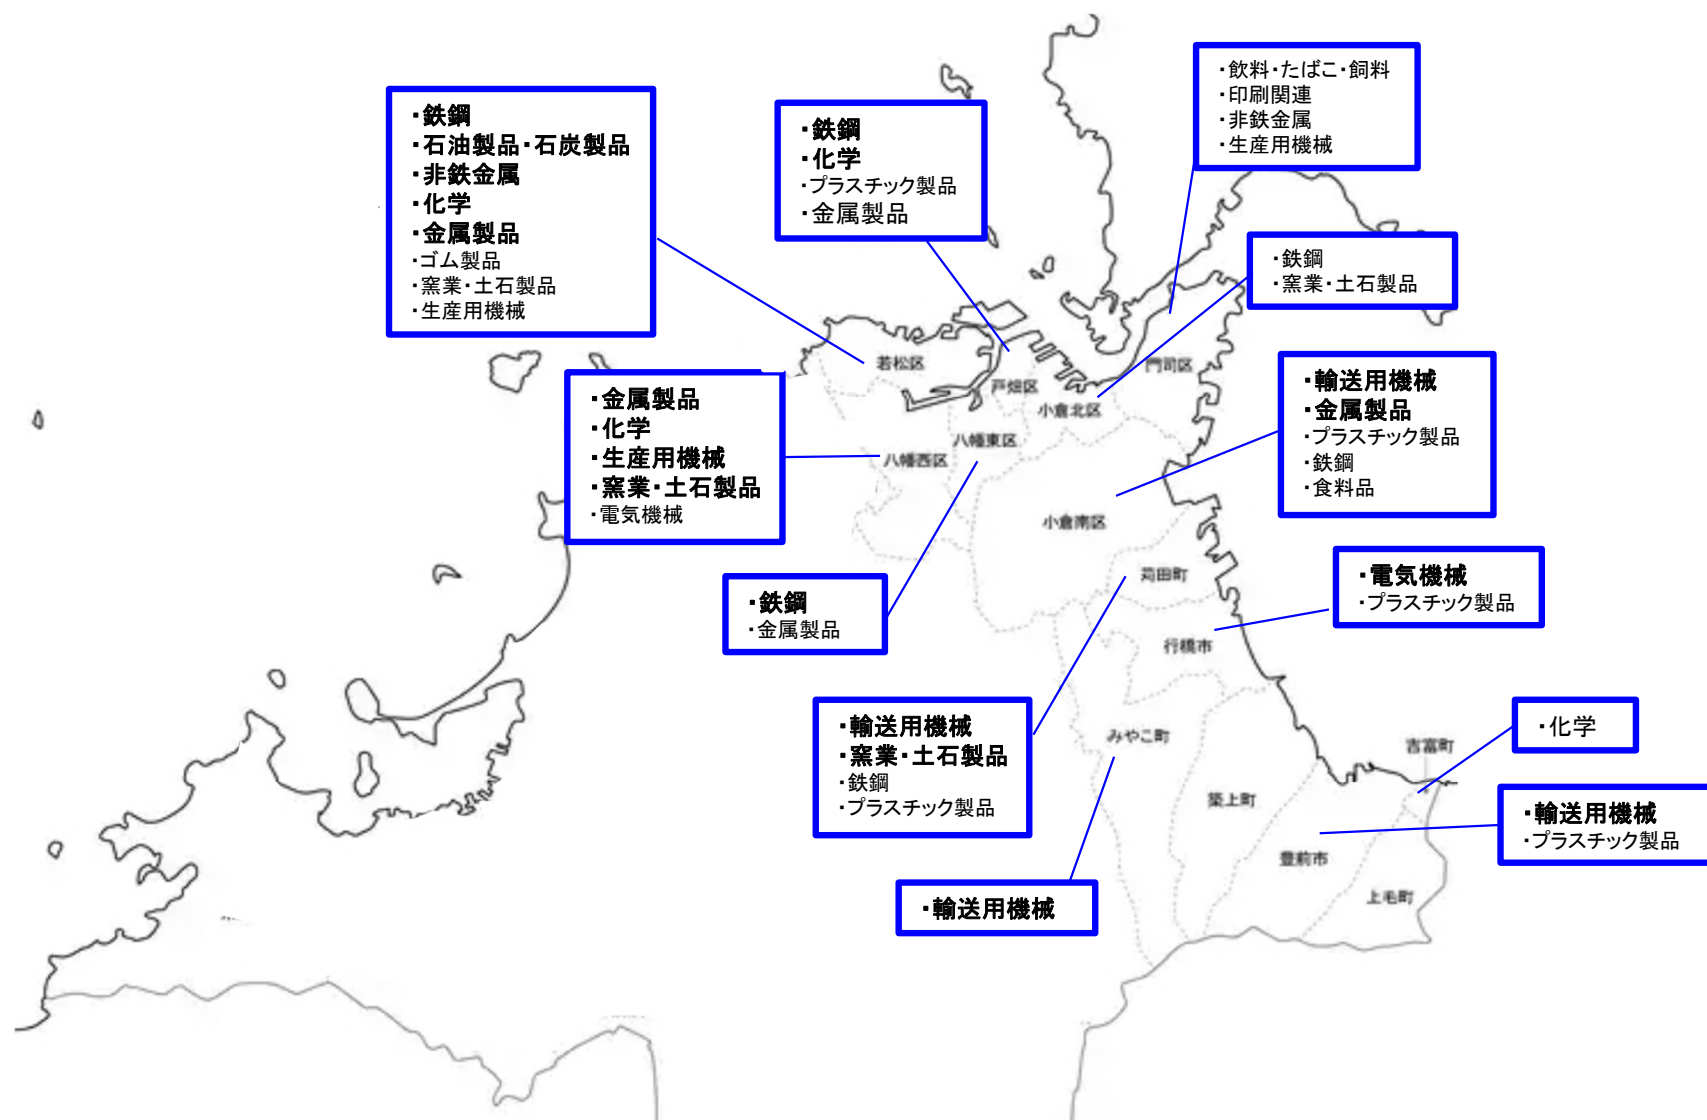 ・飲料・たばこ・飼料
・印刷関連
・非鉄金属
・生産用機械
・鉄鋼
・石油製品・石炭製品
・非鉄金属
・化学
・金属製品
・ゴム製品
・窯業・土石製品
・生産用機械
・鉄鋼
・化学
・プラスチック製品
・金属製品
・鉄鋼
・窯業・土石製品
若松区
戸畑区
門司区
小倉北区
八幡東区
八幡西区
小倉南区
・金属製品
・化学
・生産用機械
・窯業・土石製品
・電気機械
・輸送用機械
・金属製品
・プラスチック製品
・鉄鋼
・食料品
・鉄鋼
・金属製品
苅田町
・電気機械
・プラスチック製品
行橋市
・輸送用機械
・窯業・土石製品
・鉄鋼
・プラスチック製品
みやこ町
・化学
吉富町
築上町
・輸送用機械
・プラスチック製品
豊前市
上毛町
・輸送用機械